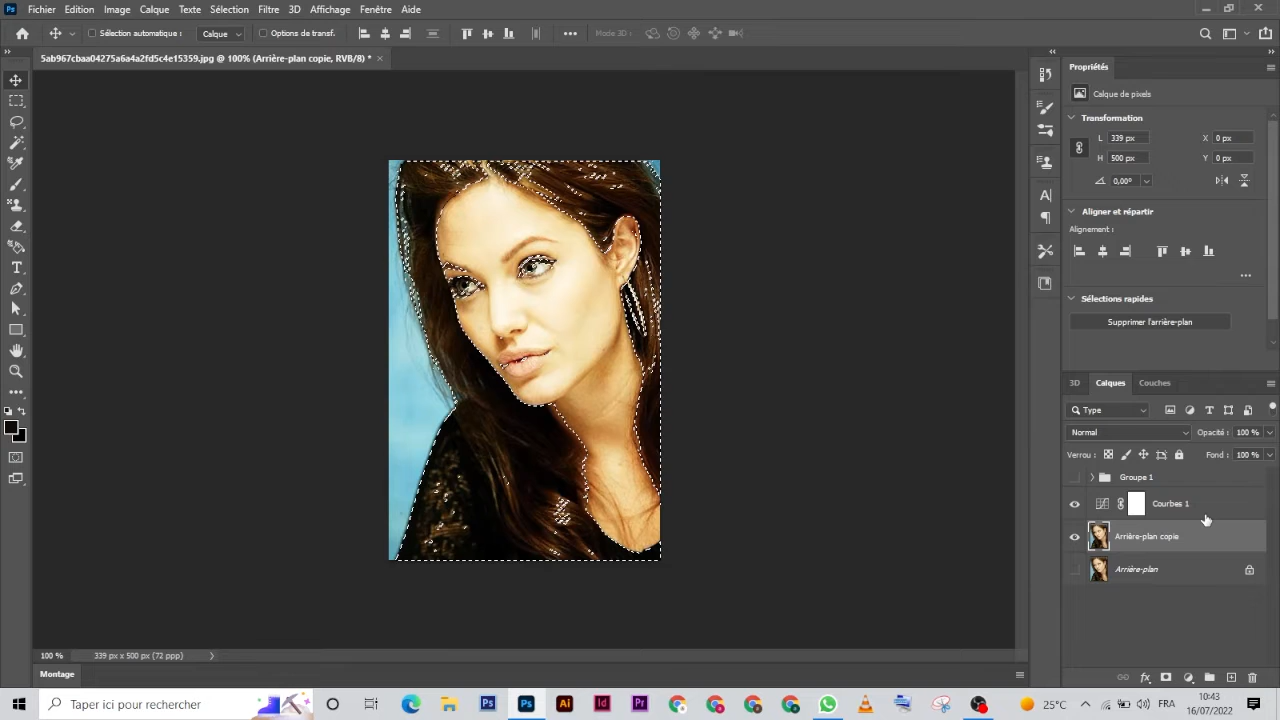 Fichier Edition Image Calque Texte Sélection Filtre 3D Affichage Fenêtre Aide
Sélection automatique : Calque Options de transf. Mode 3D :
5ab967cbaa04275a6a4a2fd5c4e15359.jpg @ 100% (Arrière-plan copie, RVB/8) *
Propriétés
Calque de pixels
Transformation
L 339 px X 0 px
H 500 px Y 0 px
0,00°
Aligner et répartir
Alignement :
Sélections rapides
Supprimer l'arrière-plan
3D Calques Couches
Type
Normal Opacité : 100 %
Verrou : Fond : 100 %
Groupe 1
Courbes 1
Arrière-plan copie
Arrière-plan
100 % 339 px x 500 px (72 ppp)
Montage
Taper ici pour rechercher
25°C FRA 10:43
16/07/2022